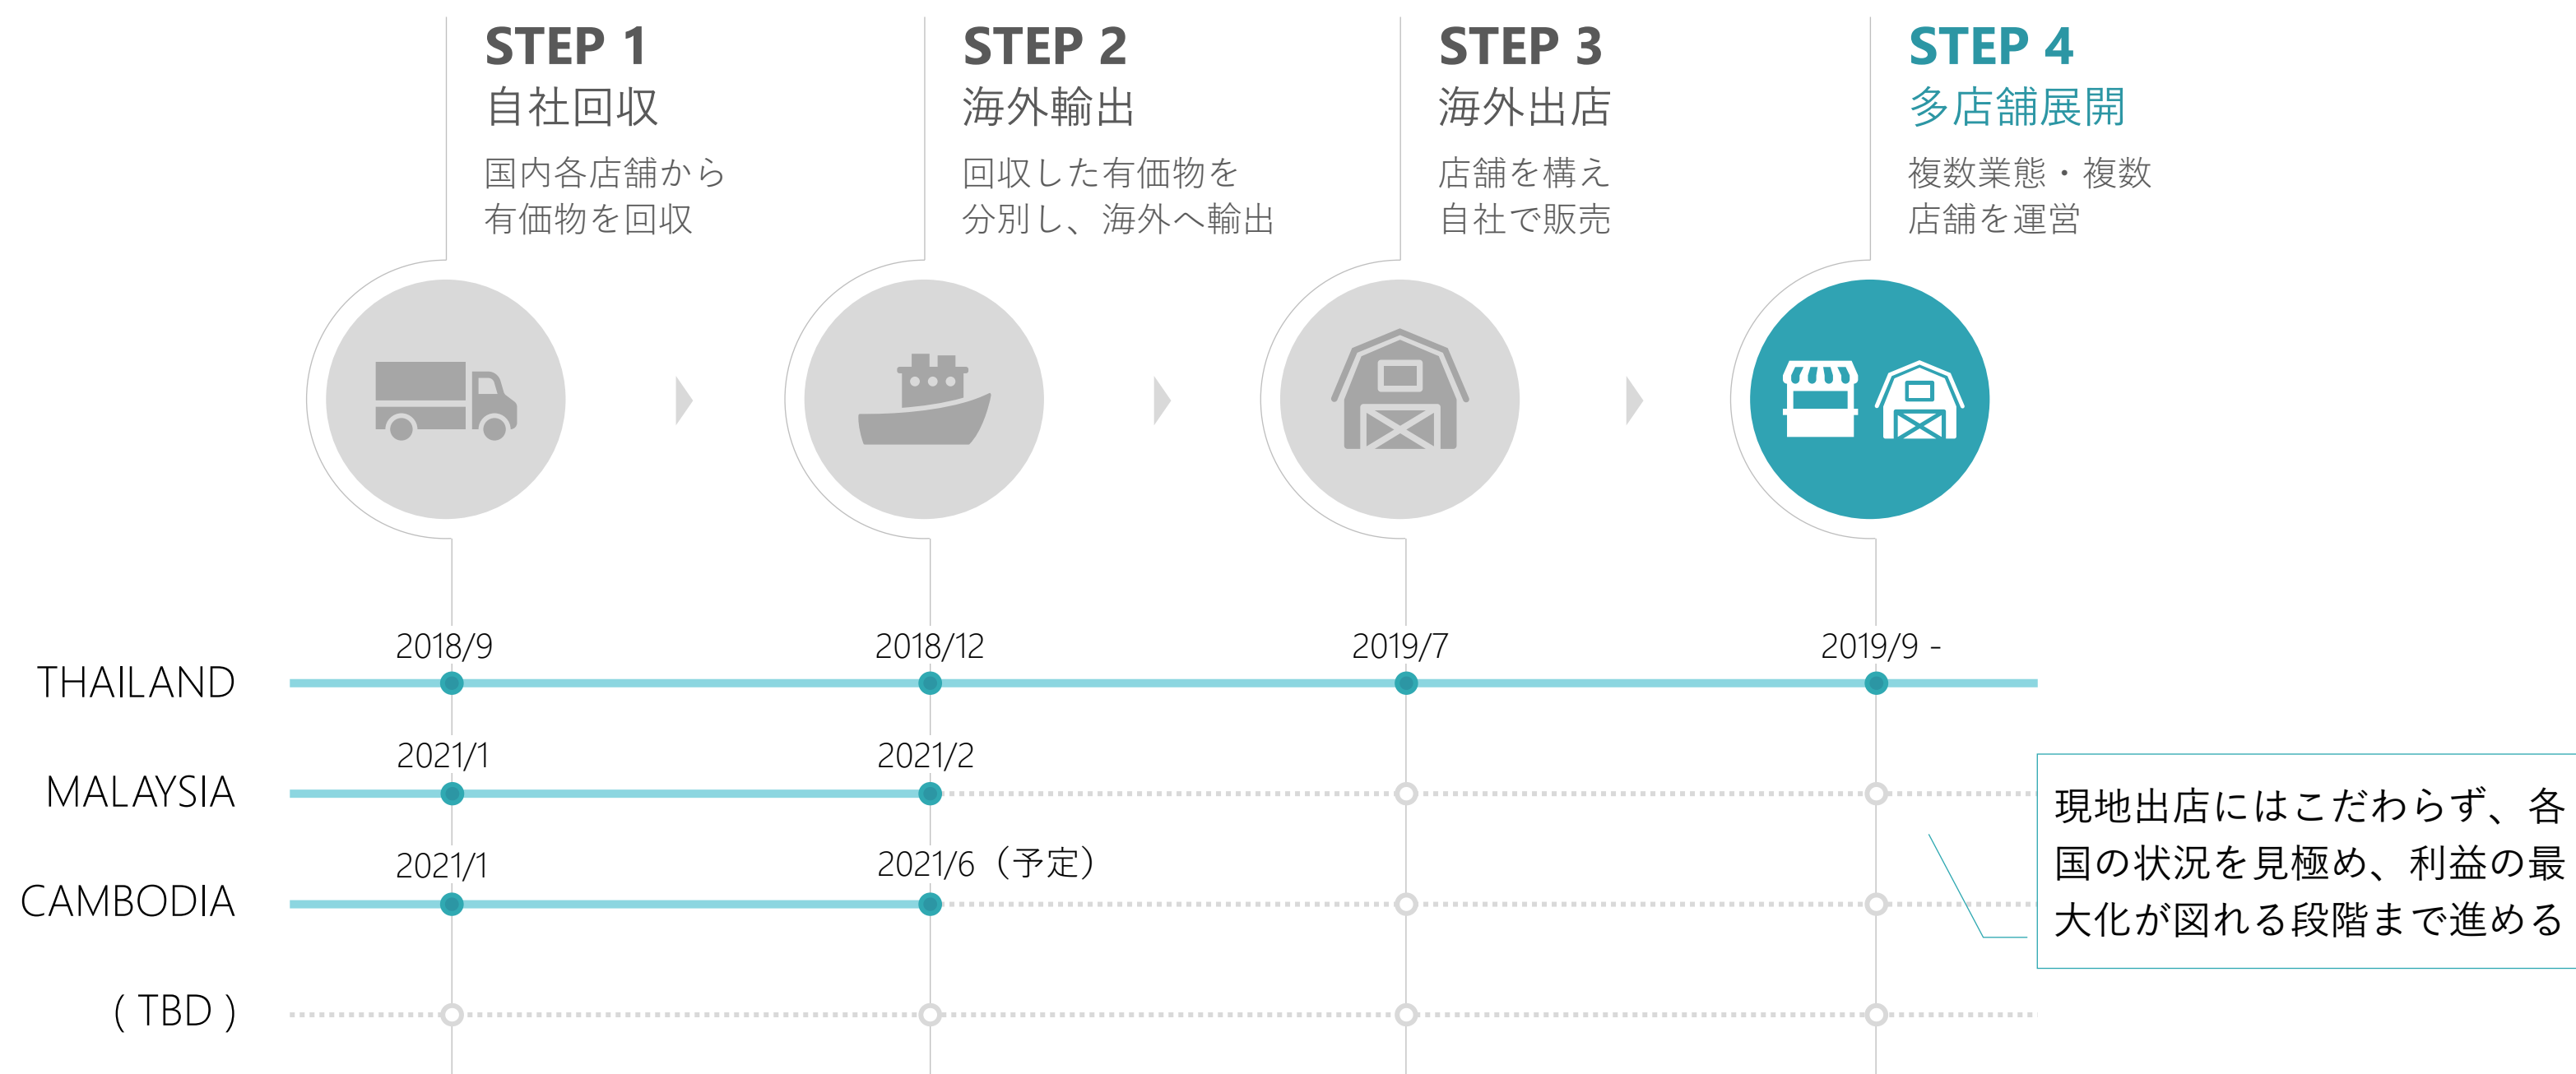 STEP 1
自社回収
国内各店舗から
有価物を回収
STEP 2
海外輸出
回収した有価物を
分別し、海外へ輸出
STEP 3
海外出店
店舗を構え
自社で販売
STEP 4
多店舗展開
複数業態・複数
店舗を運営
THAILAND
2018/9
2018/12
2019/7
2019/9 -
MALAYSIA
2021/1
2021/2
CAMBODIA
2021/1
2021/6（予定）
( TBD )
現地出店にはこだわらず、各
国の状況を見極め、利益の最
大化が図れる段階まで進める